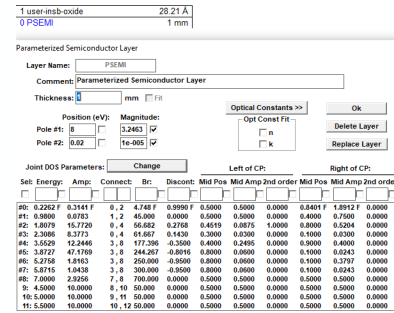 1 user-insb-oxide 28.21 Å
0 PSEMI 1 mm
Parameterized Semiconductor Layer
Layer Name: PSEMI
Comment: Parameterized Semiconductor Layer
Thickness: 1 mm Fit
Position (eV): Magnitude:
Pole #1: 8 3.2463
Pole #2: 0.02 1e-005
Optical Constants >>
Opt Const Fit
n
k
Ok
Delete Layer
Replace Layer
Joint DOS Parameters: Change Left of CP: Right of CP:
Sel: Energy: Amp: Connect: Br: Discont: Mid Pos Mid Amp 2nd order Mid Pos Mid Amp 2nd order
#0: 0.2262 F 0.3141 F 0, 2 4.748 F 0.9990 F 0.5000 0.5000 0.0000 0.8401 F 1.8912 F 0.0000
#1: 0.9800 0.0783 1, 2 45.000 0.0000 0.5000 0.5000 0.0000 0.4000 0.7500 0.0000
#2: 1.8079 15.7720 0, 4 56.682 0.2768 0.4519 0.0875 1.0000 0.8000 0.5204 0.0000
#3: 2.3086 8.3773 0, 4 61.667 0.1430 0.3000 0.0300 0.0000 0.1000 0.0300 0.0000
#4: 3.5529 12.2446 3, 8 177.396 -0.3500 0.4000 0.2495 0.0000 0.9000 0.4000 0.0000
#5: 3.8727 47.1769 3, 8 244.267 -0.8016 0.8000 0.0600 0.0000 0.1000 0.0243 0.0000
#6: 5.2758 1.8163 3, 8 250.000 -0.9500 0.8000 0.0600 0.0000 0.1000 0.3797 0.0000
#7: 5.8715 1.0438 3, 8 300.000 -0.9500 0.8000 0.0600 0.0000 0.1000 0.0243 0.0000
#8: 7.0000 2.9256 7, 8 700.000 0.0000 0.5000 0.5000 0.0000 0.5000 0.5000 0.0000
9: 4.5000 10.0000 8, 10 50.000 0.0000 0.5000 0.5000 0.0000 0.5000 0.5000 0.0000
10: 5.0000 10.0000 9, 11 50.000 0.0000 0.5000 0.5000 0.0000 0.5000 0.5000 0.0000
11: 5.5000 10.0000 10, 12 50.000 0.0000 0.5000 0.5000 0.0000 0.5000 0.5000 0.0000